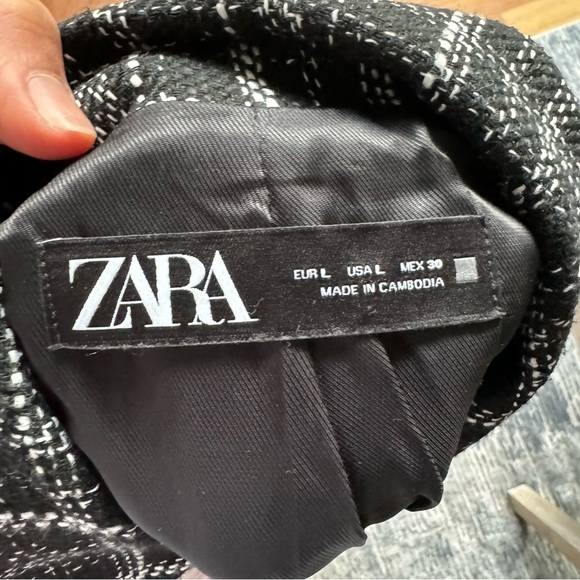 ZARA
EUR L USA L MEX 30
MADE IN CAMBODIA